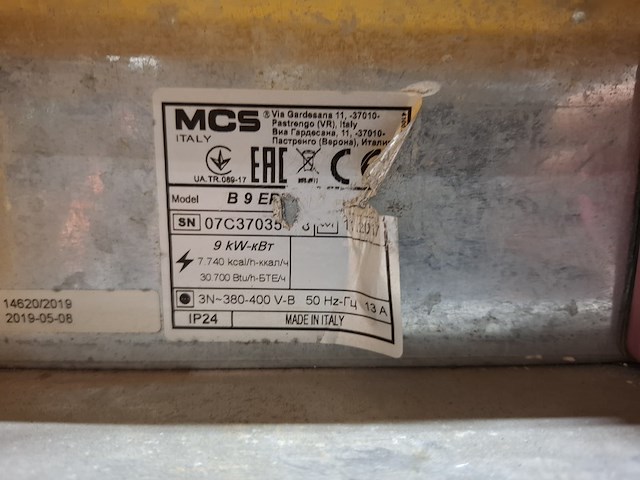 MCS®
ITALY
Via Gardesana 11, -37010-
Pastrengo (VR), Italy
Виа Гардесана, 11, -37010-
Пастренго (Верона), Италия
UA.TR.089-17
EAC
CE
Model B 9
SN 07C37035
9 kW-кВт
7.740 kcal/h-ккал/ч
30.700 Btu/h-БТЕ/ч
3N~380-400 V-В 50 Hz-Гц 13 A
IP24 MADE IN ITALY
14620/2019
2019-05-08